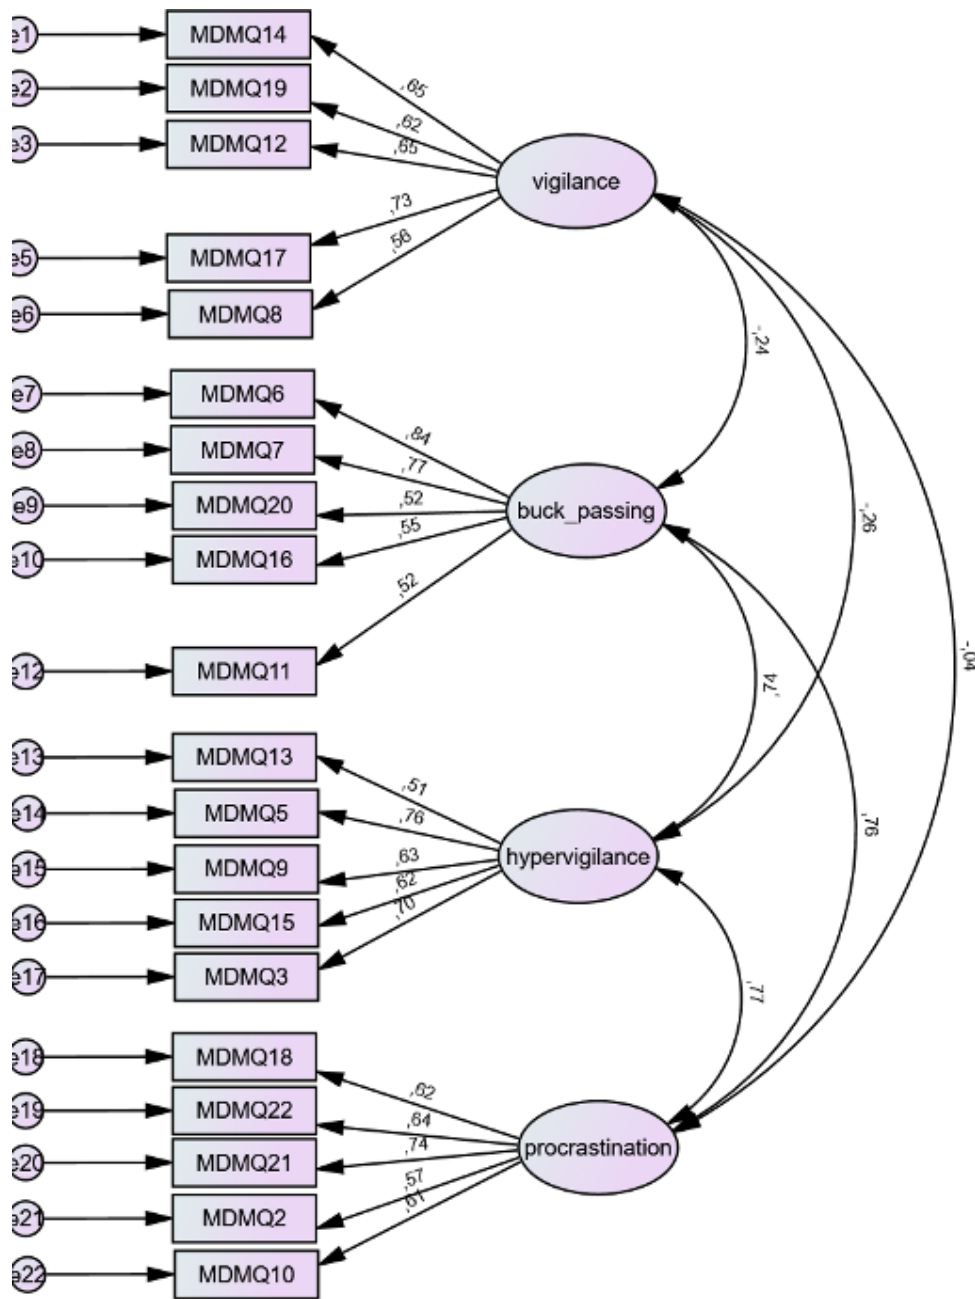 e1
MDMQ14
,65
e2
MDMQ19
,62
e3
MDMQ12
,65
vigilance
,73
e5
MDMQ17
,56
e6
MDMQ8
-,24
e7
MDMQ6
,84
e8
MDMQ7
,77
e9
MDMQ20
,52
buck_passing
-,26
e10
MDMQ16
,55
,52
e12
MDMQ11
-,04
,74
e13
MDMQ13
,51
e14
MDMQ5
,76
,76
e15
MDMQ9
,63
hypervigilance
,62
e16
MDMQ15
,70
e17
MDMQ3
,77
e18
MDMQ18
,62
e19
MDMQ22
,64
e20
MDMQ21
,74
procrastination
,57
e21
MDMQ2
,61
e22
MDMQ10